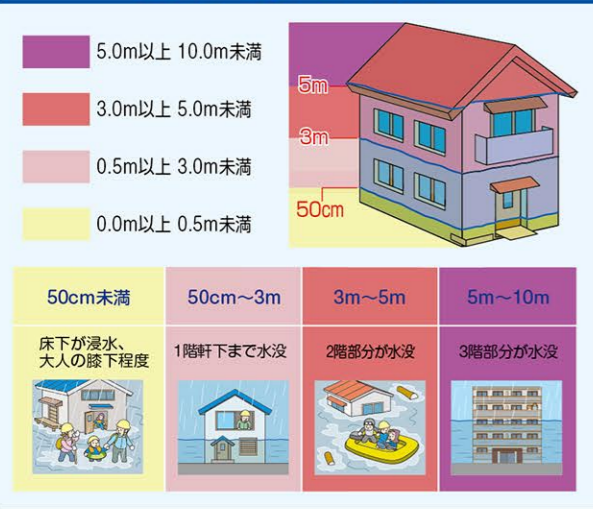 5.0m以上 10.0m未満
3.0m以上 5.0m未満
0.5m以上 3.0m未満
0.0m以上 0.5m未満
5m
3m
50cm
50cm未満
50cm～3m
3m～5m
5m～10m
床下が浸水、
大人の膝下程度
1階軒下まで水没
2階部分が水没
3階部分が水没